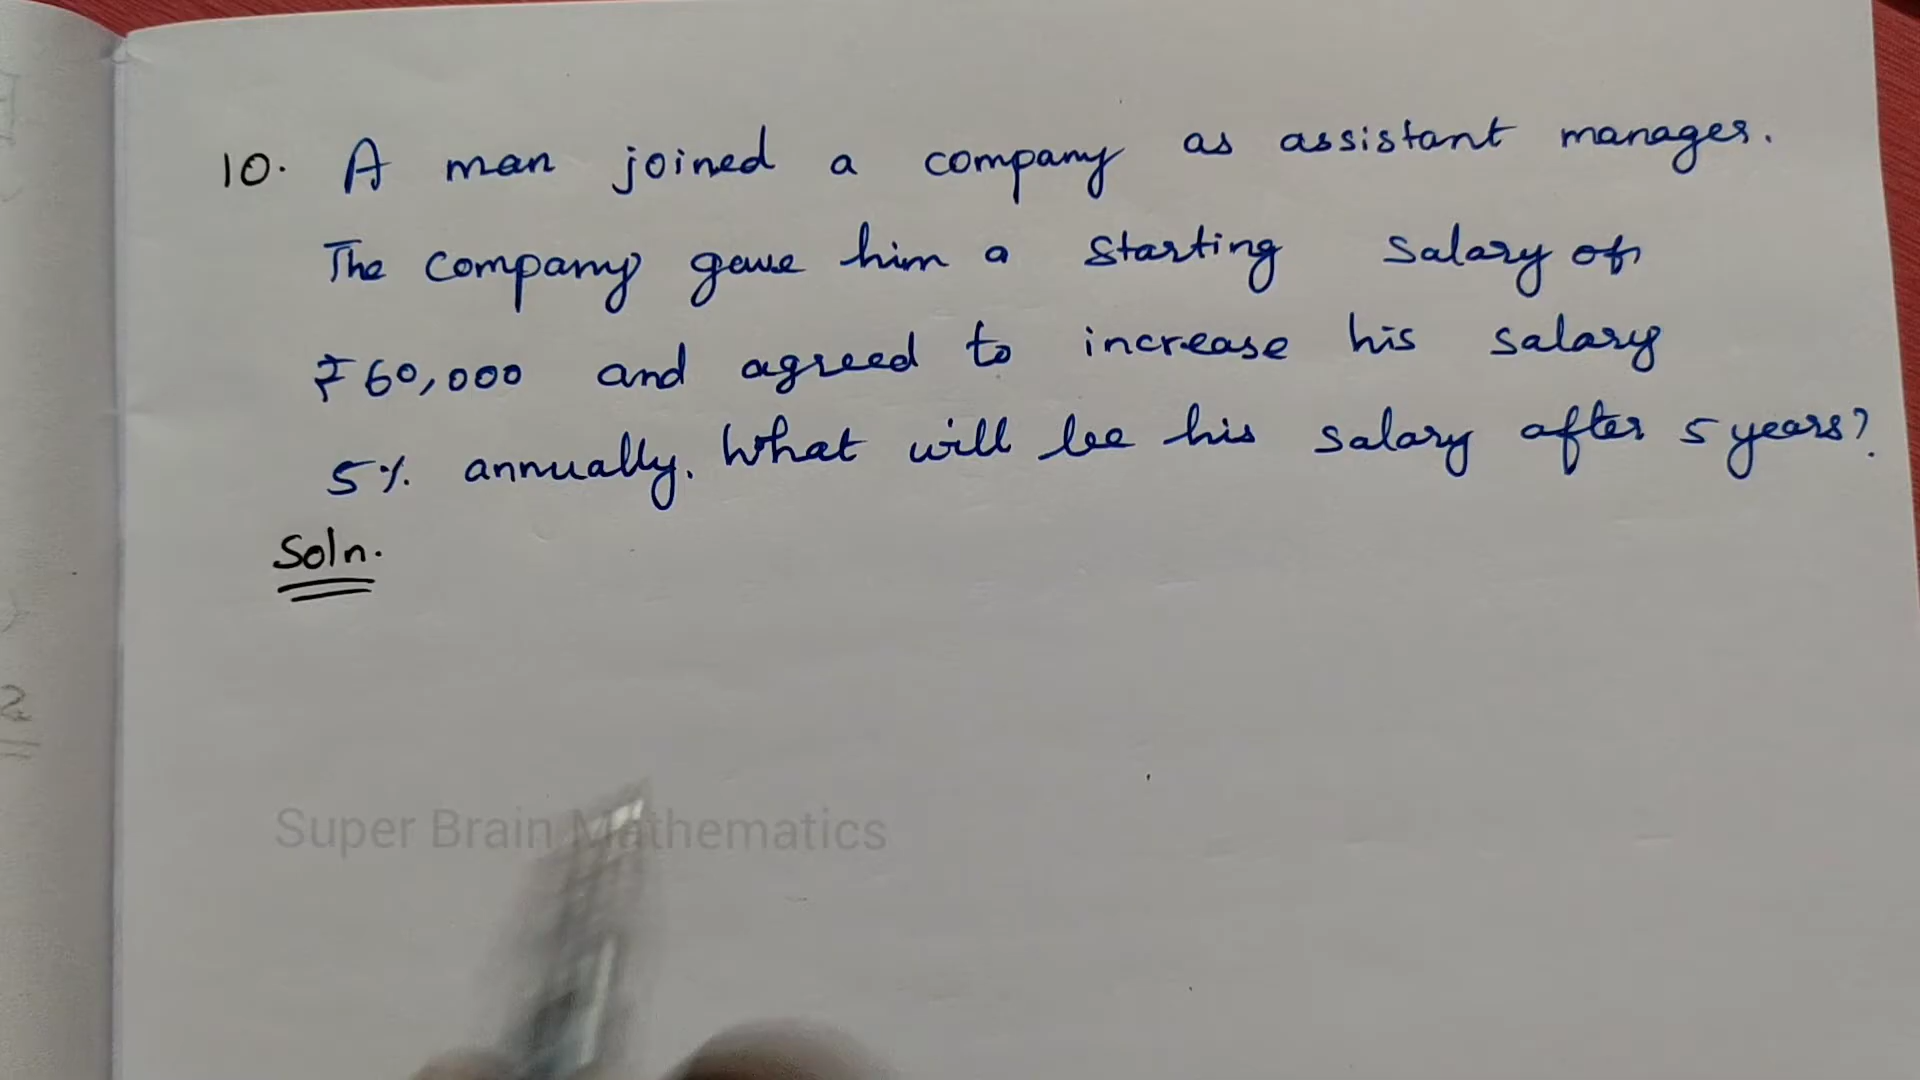 10. A man joined a company as assistant manager.
The company gave him a starting salary of
₹60,000 and agreed to increase his salary
5% annually. What will be his salary after 5 years?
Soln.
Super Brain Mathematics
2